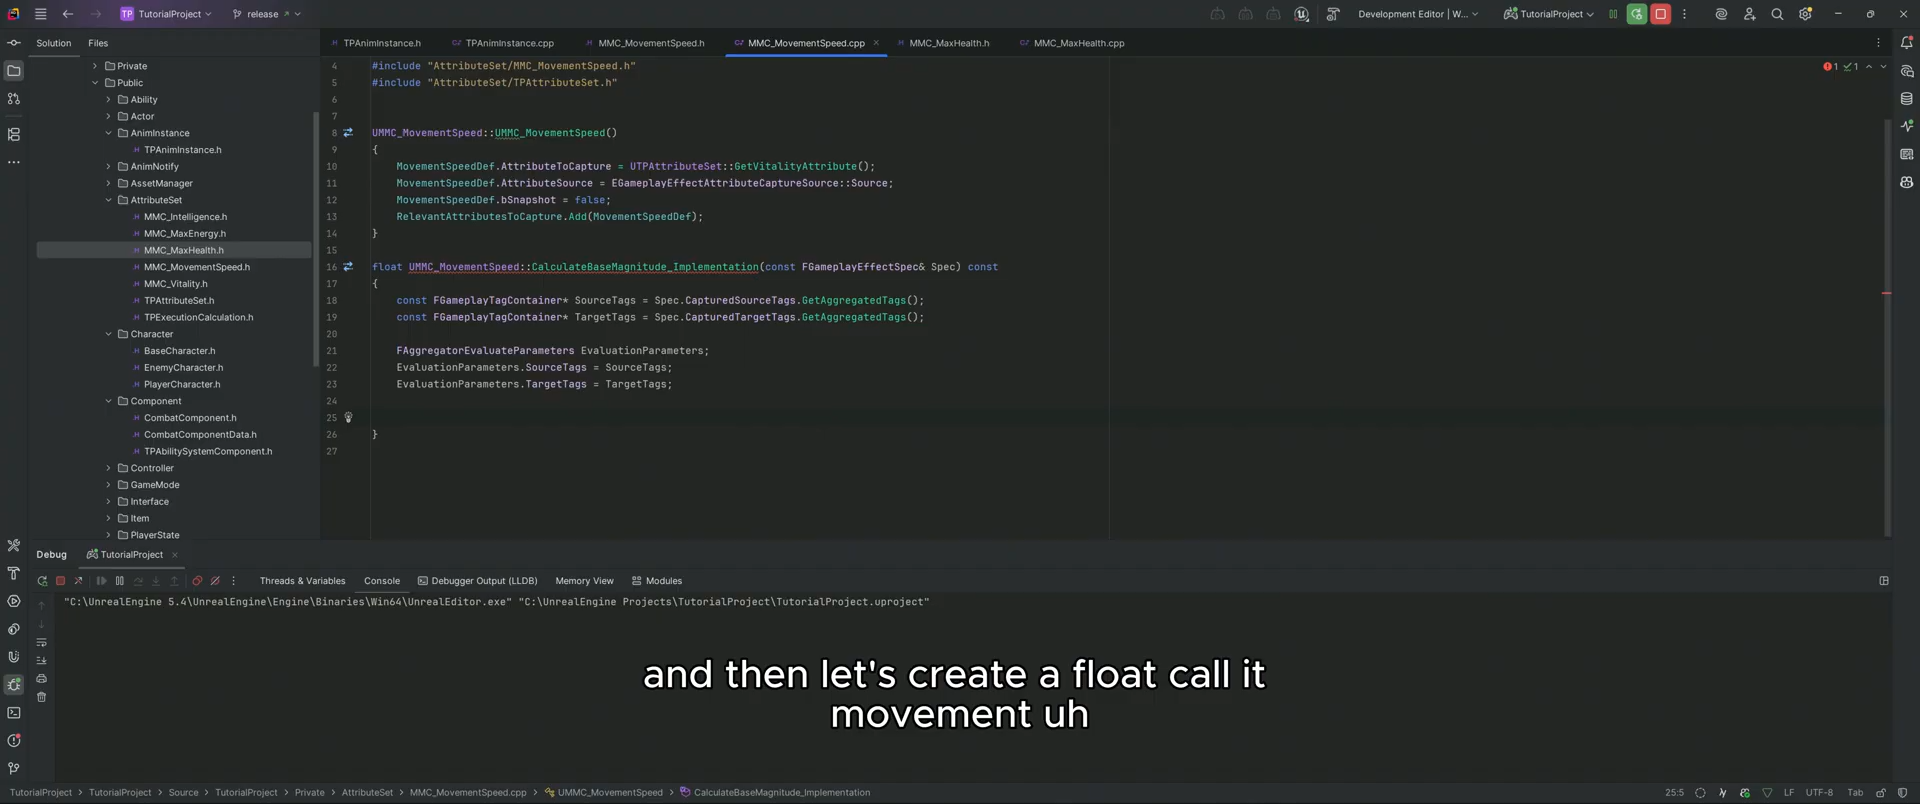 TP TutorialProject
release
Development Editor | W...
TutorialProject
Solution
Files
TPAnimInstance.h
TPAnimInstance.cpp
MMC_MovementSpeed.h
MMC_MovementSpeed.cpp
MMC_MaxHealth.h
MMC_MaxHealth.cpp
Private
Public
Ability
Actor
AnimInstance
TPAnimInstance.h
AnimNotify
AssetManager
AttributeSet
MMC_Intelligence.h
MMC_MaxEnergy.h
MMC_MaxHealth.h
MMC_MovementSpeed.h
MMC_Vitality.h
TPAttributeSet.h
TPExecutionCalculation.h
Character
BaseCharacter.h
EnemyCharacter.h
PlayerCharacter.h
Component
CombatComponent.h
CombatComponentData.h
TPAbilitySystemComponent.h
Controller
GameMode
Interface
Item
PlayerState
4 #include "AttributeSet/MMC_MovementSpeed.h"
5 #include "AttributeSet/TPAttributeSet.h"
6
7
8 UMMC_MovementSpeed::UMMC_MovementSpeed()
9 {
10 MovementSpeedDef.AttributeToCapture = UTPAttributeSet::GetVitalityAttribute();
11 MovementSpeedDef.AttributeSource = EGameplayEffectAttributeCaptureSource::Source;
12 MovementSpeedDef.bSnapshot = false;
13 RelevantAttributesToCapture.Add(MovementSpeedDef);
14 }
15
16 float UMMC_MovementSpeed::CalculateBaseMagnitude_Implementation(const FGameplayEffectSpec& Spec) const
17 {
18 const FGameplayTagContainer* SourceTags = Spec.CapturedSourceTags.GetAggregatedTags();
19 const FGameplayTagContainer* TargetTags = Spec.CapturedTargetTags.GetAggregatedTags();
20
21 FAggregatorEvaluateParameters EvaluationParameters;
22 EvaluationParameters.SourceTags = SourceTags;
23 EvaluationParameters.TargetTags = TargetTags;
24
25
26 }
27
1 1
Debug
TutorialProject
Threads & Variables
Console
Debugger Output (LLDB)
Memory View
Modules
"C:\UnrealEngine 5.4\UnrealEngine\Engine\Binaries\Win64\UnrealEditor.exe" "C:\UnrealEngine Projects\TutorialProject\TutorialProject.uproject"
and then let's create a float call it
movement uh
TutorialProject > TutorialProject > Source > TutorialProject > Private > AttributeSet > MMC_MovementSpeed.cpp > UMMC_MovementSpeed > CalculateBaseMagnitude_Implementation
25:5
LF
UTF-8
Tab